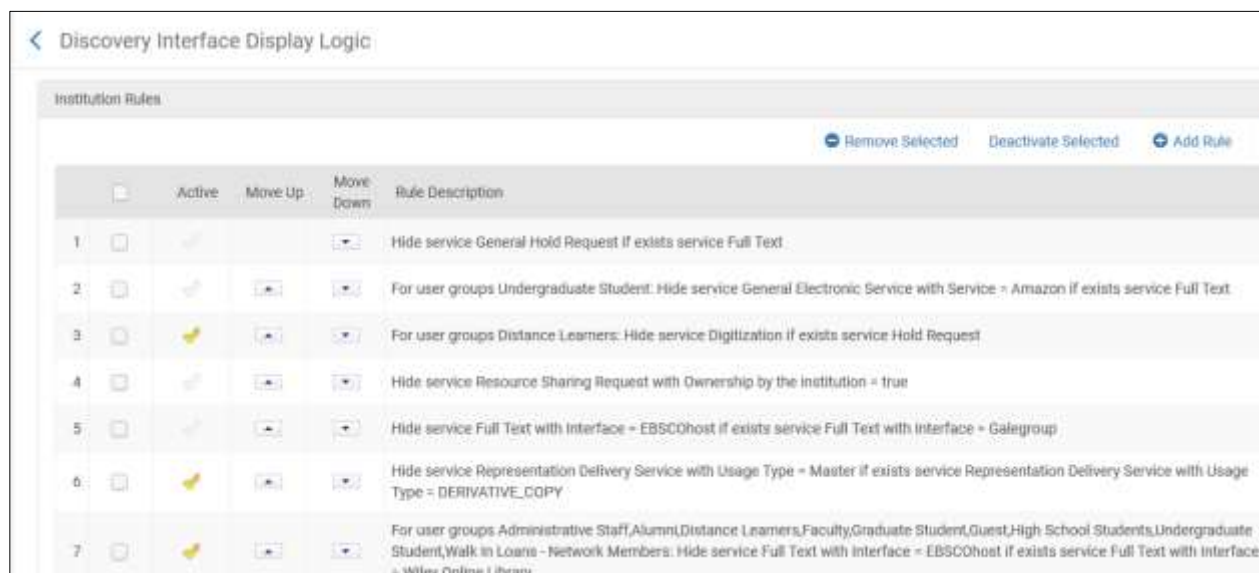 Discovery Interface Display Logic
Institution Rules
Remove Selected Deactivate Selected Add Rule
Active Move Up Move Down Rule Description
1 Hide service General Hold Request if exists service Full Text
2 For user groups Undergraduate Student: Hide service General Electronic Service with Service = Amazon if exists service Full Text
3 For user groups Distance Learners: Hide service Digitization if exists service Hold Request
4 Hide service Resource Sharing Request with Ownership by the institution = true
5 Hide service Full Text with Interface = EBSCOhost if exists service Full Text with Interface = Galegroup
6 Hide service Representation Delivery Service with Usage Type = Master if exists service Representation Delivery Service with Usage
Type = DERIVATIVE_COPY
7 For user groups Administrative Staff,Alumni,Distance Learners,Faculty,Graduate Student,Guest,High School Students,Undergraduate
Student,Walk In Loans - Network Members: Hide service Full Text with Interface = EBSCOhost if exists service Full Text with Interface
= Wiley Online Library